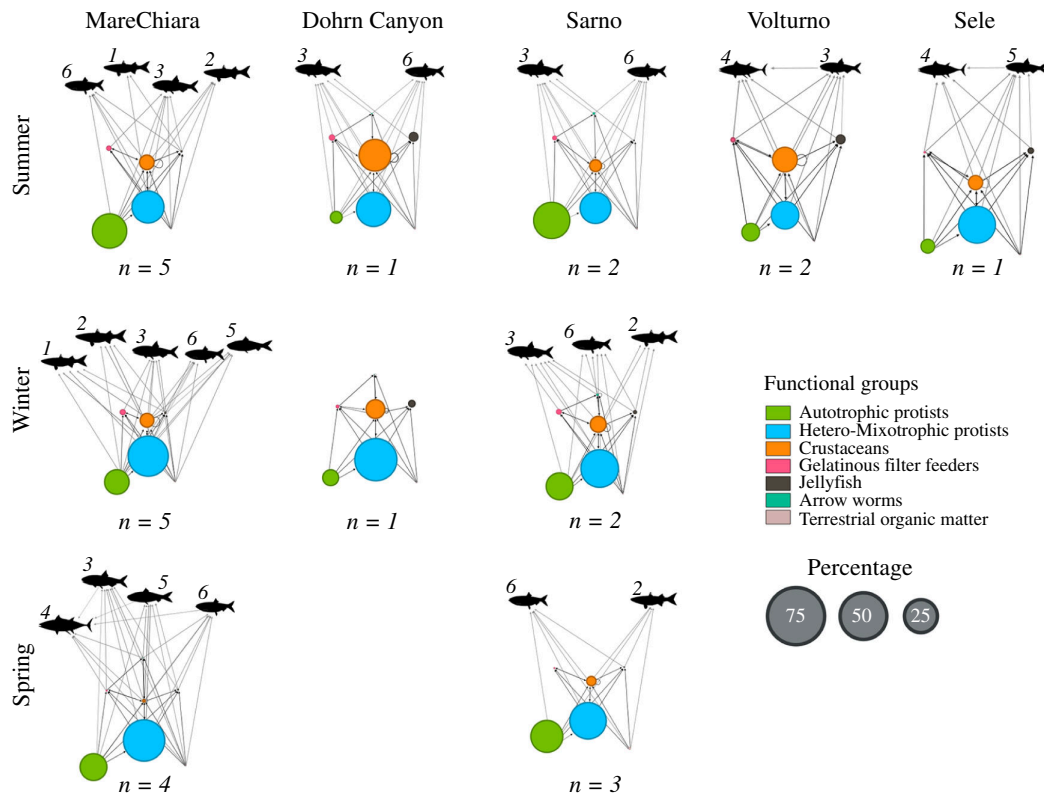 MareChiara Dohrn Canyon Sarno Volturno Sele
Summer
6 1 3 2
3 6
3 6
4 3
4 5
n = 5 n = 1 n = 2 n = 2 n = 1
Winter
1 2 3 6 5
3 6 2
n = 5 n = 1 n = 2
Functional groups
Autotrophic protists
Hetero-Mixotrophic protists
Crustaceans
Gelatinous filter feeders
Jellyfish
Arrow worms
Terrestrial organic matter
Spring
4 3 5 6
6 2
n = 4 n = 3
Percentage
75 50 25